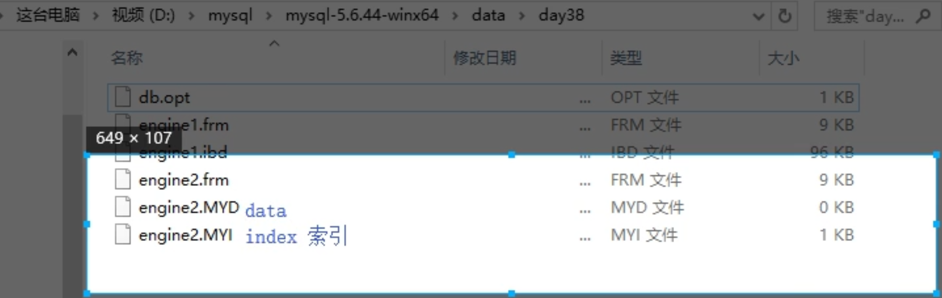 这台电脑 > 视频 (D:) > mysql > mysql-5.6.44-winx64 > data > day38 搜索"day...
名称 修改日期 类型 大小
db.opt ... OPT 文件 1 KB
engine1.frm ... FRM 文件 9 KB
649 × 107
engine1.ibd ... IBD 文件 96 KB
engine2.frm ... FRM 文件 9 KB
engine2.MYD data ... MYD 文件 0 KB
engine2.MYI index 索引 ... MYI 文件 1 KB